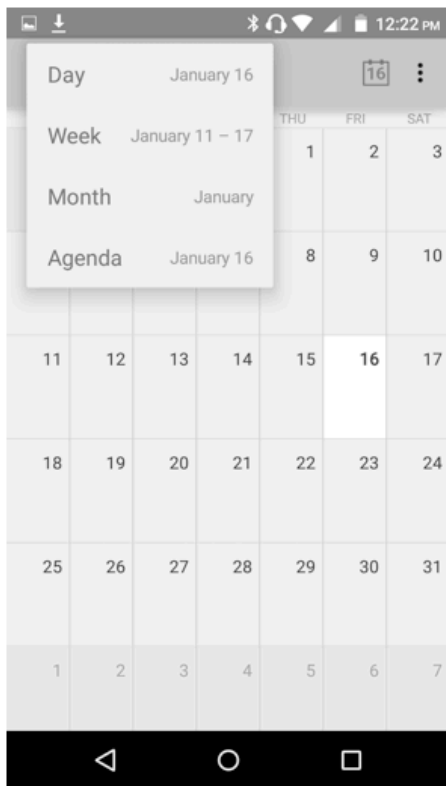 12:22 PM
Day January 16
16
Week January 11 – 17
THU FRI SAT
1 2 3
Month January
Agenda January 16
8 9 10
11 12 13 14 15 16 17
18 19 20 21 22 23 24
25 26 27 28 29 30 31
1 2 3 4 5 6 7